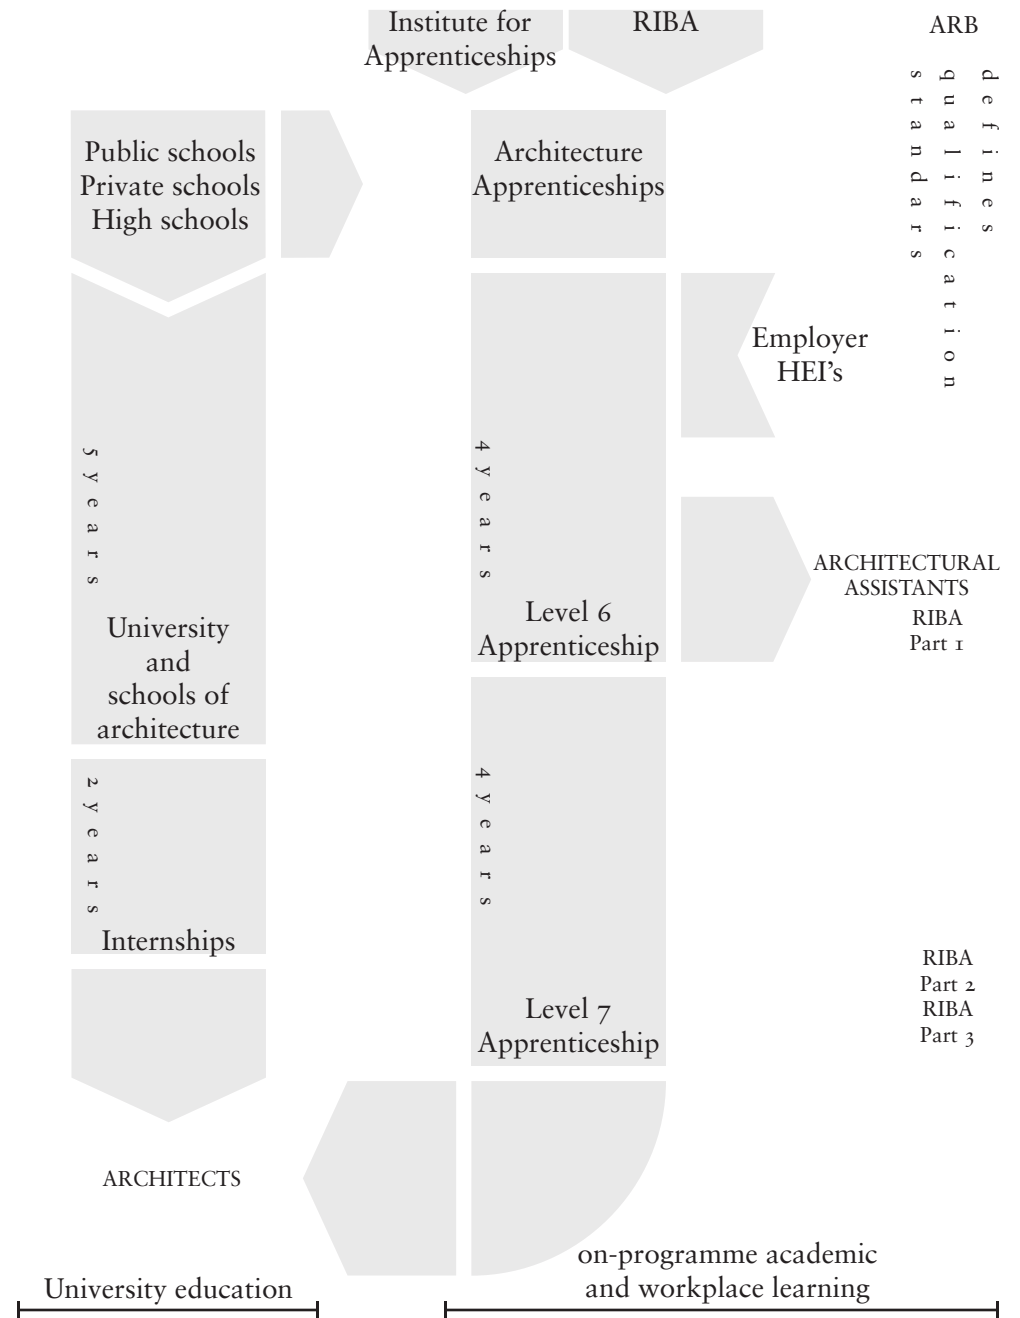 Institute for
Apprenticeships
RIBA
ARB
defines
qualification
standars
Public schools
Private schools
High schools
Architecture
Apprenticeships
Employer
HEI's
5 years
4 years
ARCHITECTURAL
ASSISTANTS
RIBA
Part 1
Level 6
Apprenticeship
University
and
schools of
architecture
2 years
4 years
Internships
RIBA
Part 2
RIBA
Part 3
Level 7
Apprenticeship
ARCHITECTS
on-programme academic
and workplace learning
University education